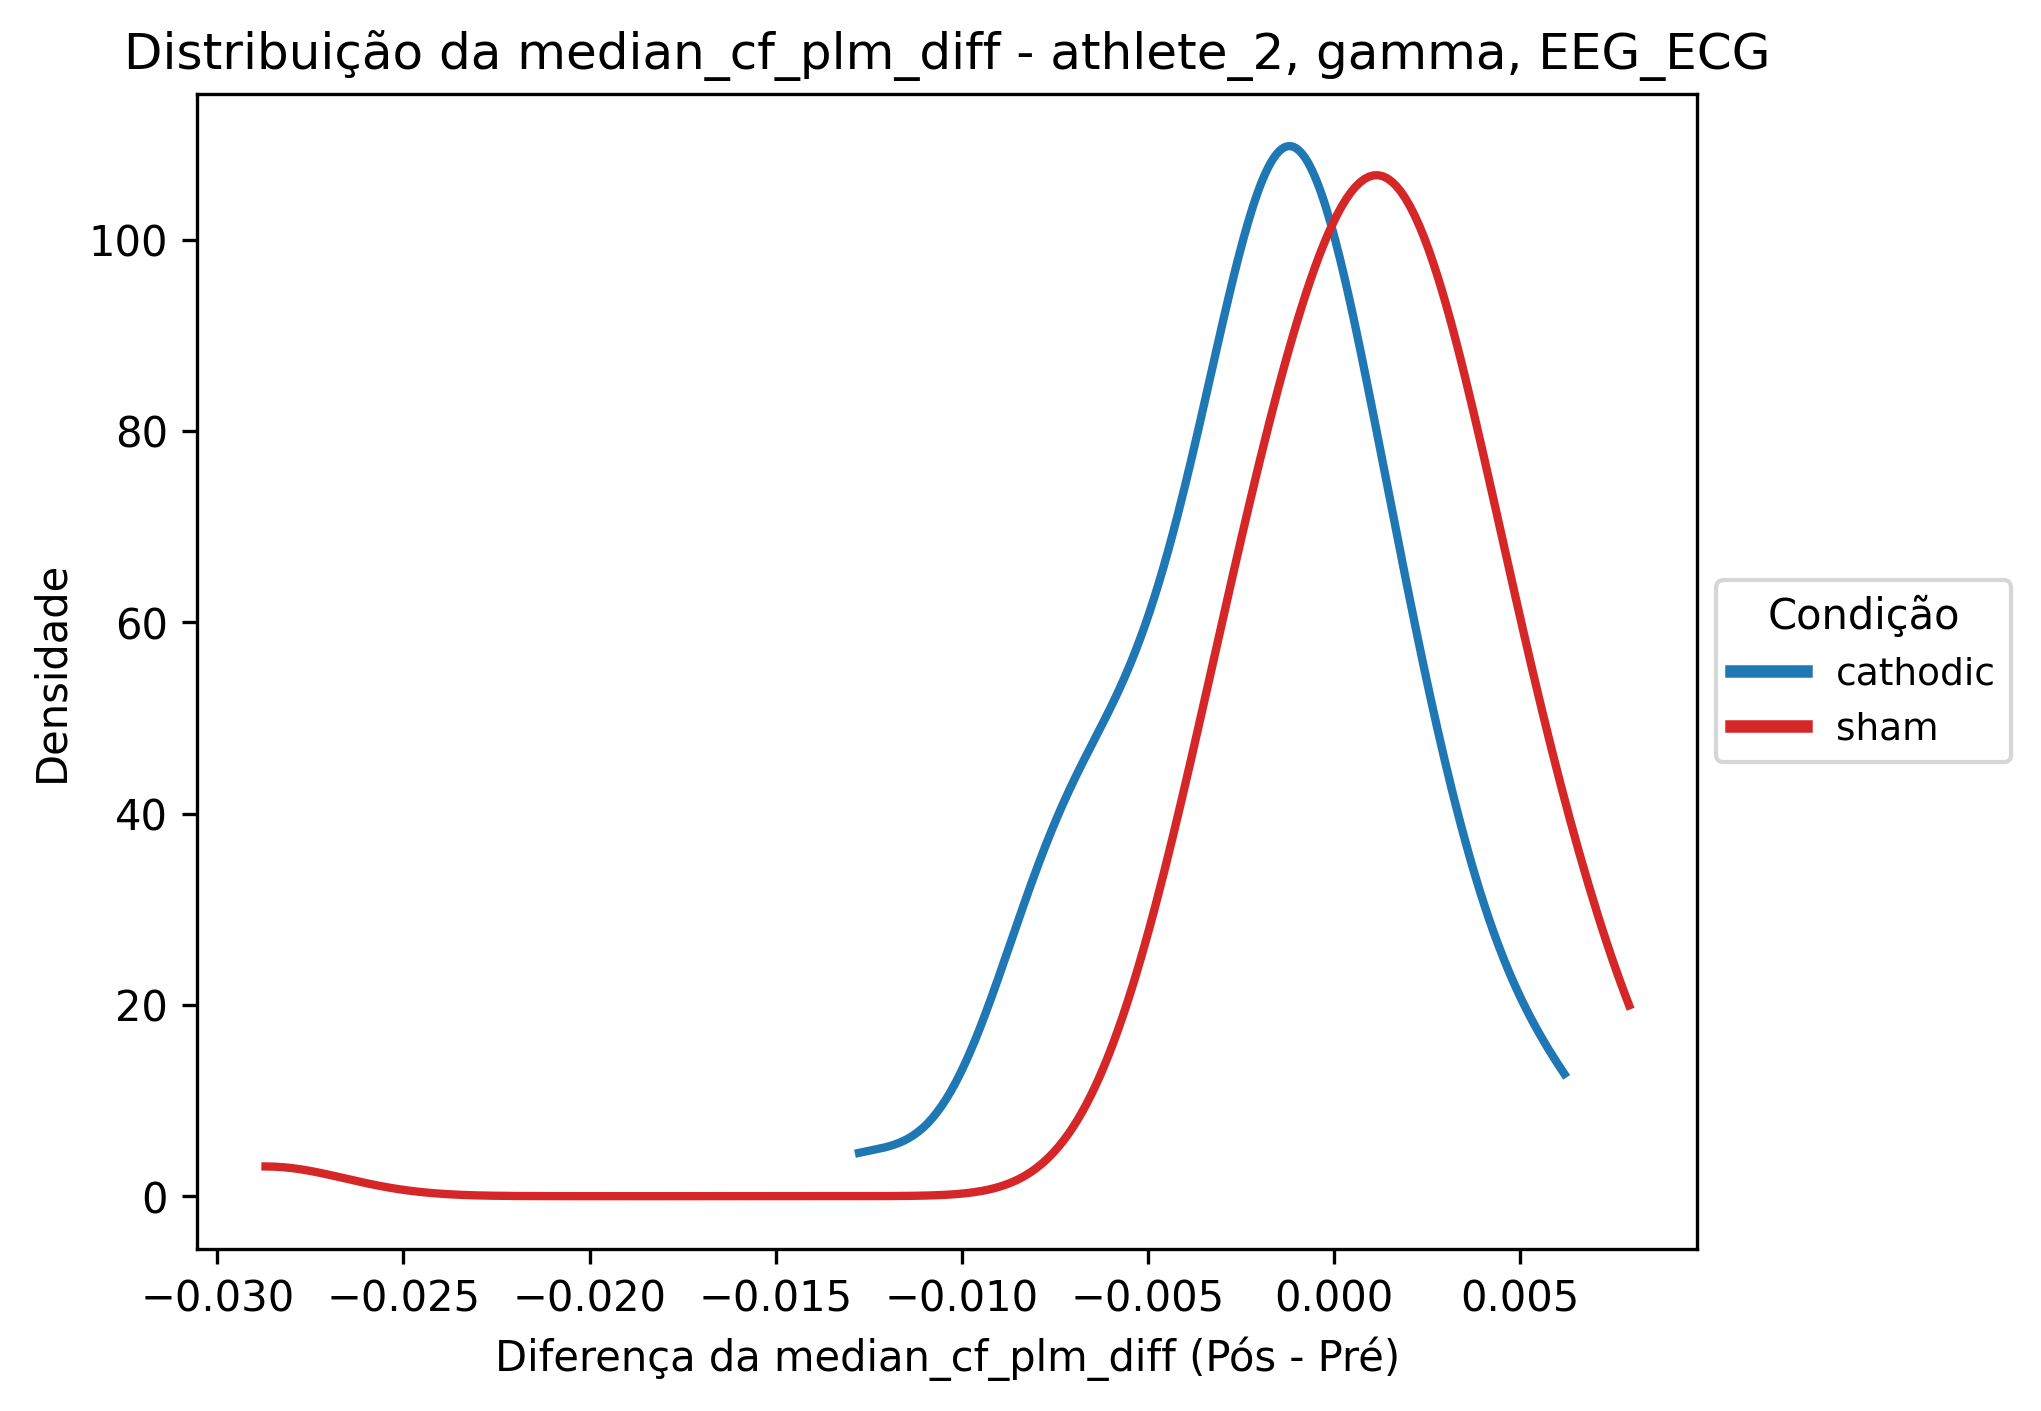 Distribuição da median_cf_plm_diff - athlete_2, gamma, EEG_ECG
Densidade
100
80
60
40
20
0
−0.030 −0.025 −0.020 −0.015 −0.010 −0.005 0.000 0.005
Diferença da median_cf_plm_diff (Pós - Pré)
Condição
cathodic
sham